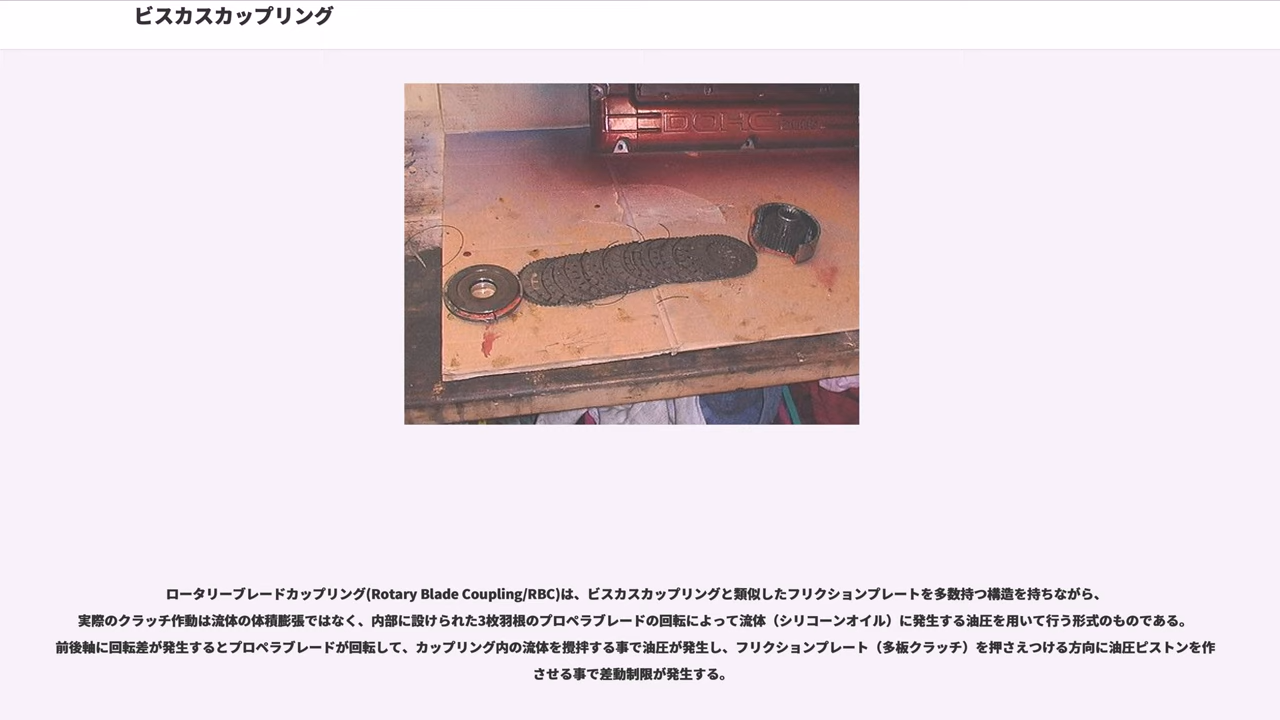 ビスカスカップリング
DOHC
ロータリーブレードカップリング(Rotary Blade Coupling/RBC)は、ビスカスカップリングと類似したフリクションプレートを多数持つ構造を持ちながら、
実際のクラッチ作動は流体の体積膨張ではなく、内部に設けられた3枚羽根のプロペラブレードの回転によって流体（シリコーンオイル）に発生する油圧を用いて行う形式のものである。
前後軸に回転差が発生するとプロペラブレードが回転して、カップリング内の流体を攪拌する事で油圧が発生し、フリクションプレート（多板クラッチ）を押さえつける方向に油圧ピストンを作
させる事で差動制限が発生する。